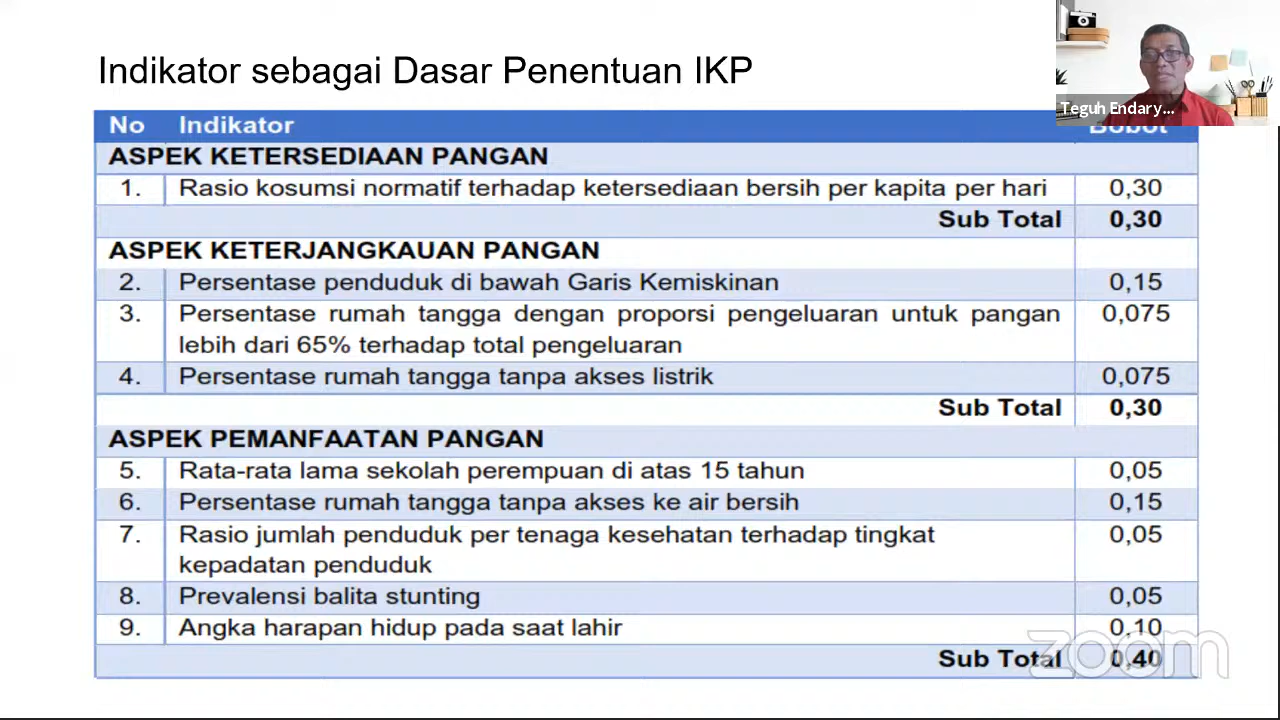 Indikator sebagai Dasar Penentuan IKP
Teguh Endary...
No Indikator Bobot
ASPEK KETERSEDIAAN PANGAN
1. Rasio kosumsi normatif terhadap ketersediaan bersih per kapita per hari 0,30
Sub Total 0,30
ASPEK KETERJANGKAUAN PANGAN
2. Persentase penduduk di bawah Garis Kemiskinan 0,15
3. Persentase rumah tangga dengan proporsi pengeluaran untuk pangan 0,075
lebih dari 65% terhadap total pengeluaran
4. Persentase rumah tangga tanpa akses listrik 0,075
Sub Total 0,30
ASPEK PEMANFAATAN PANGAN
5. Rata-rata lama sekolah perempuan di atas 15 tahun 0,05
6. Persentase rumah tangga tanpa akses ke air bersih 0,15
7. Rasio jumlah penduduk per tenaga kesehatan terhadap tingkat 0,05
kepadatan penduduk
8. Prevalensi balita stunting 0,05
9. Angka harapan hidup pada saat lahir 0,10
Sub Total 0,40
zoom